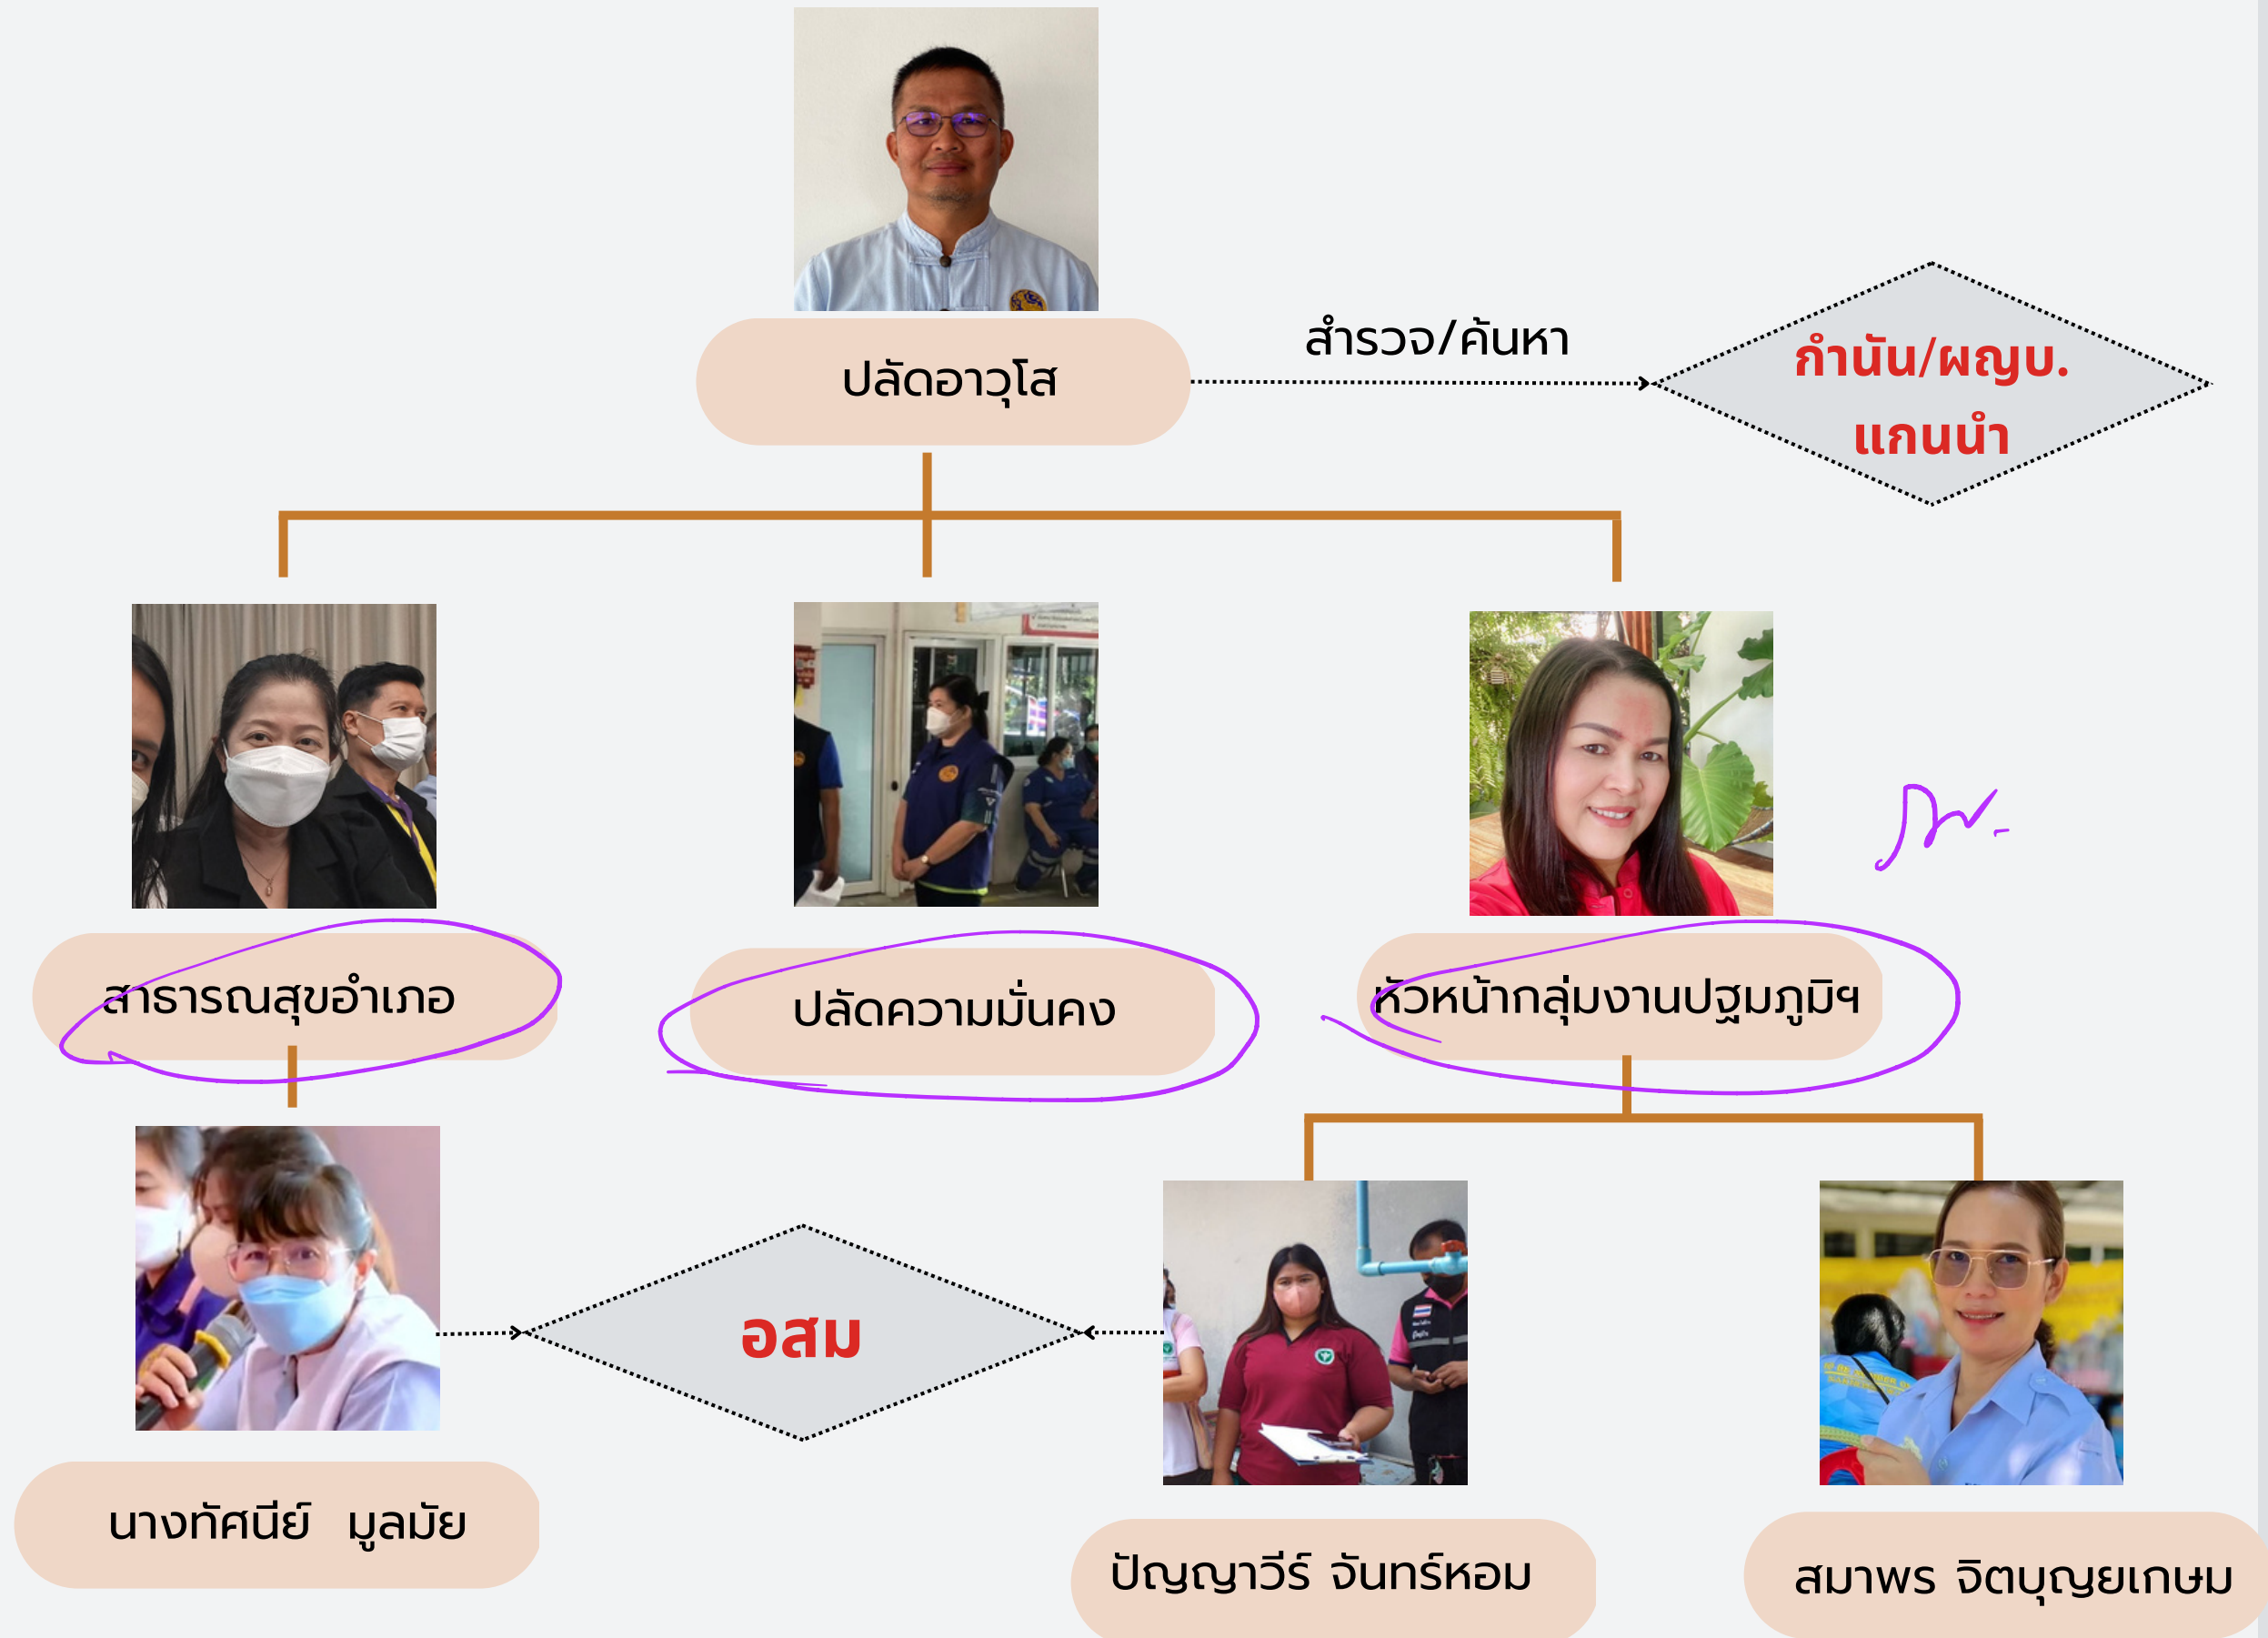 ปลัดอาวุโส
สำรวจ/ค้นหา
กำนัน/ผญบ.
แกนนำ
สาธารณสุขอำเภอ
ปลัดความมั่นคง
หัวหน้ากลุ่มงานปฐมภูมิฯ
อสม
นางทัศนีย์ มูลมัย
ปัญญาวีร์ จันทร์หอม
สมาพร จิตบุญยเกษม